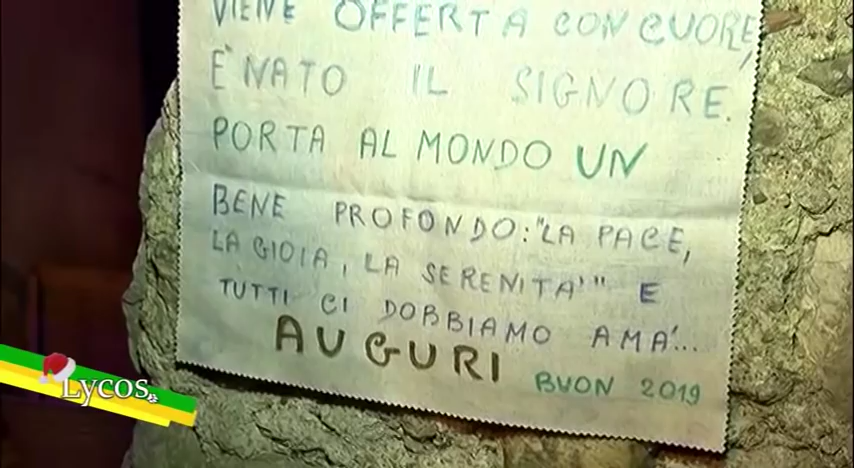 VIENE OFFERTA CON CUORE,
E' NATO IL SIGNORE.
PORTA AL MONDO UN
BENE PROFONDO: "LA PACE,
LA GIOIA, LA SERENITA'" E
TUTTI CI DOBBIAMO AMA'...
AUGURI BUON 2019
Lycos